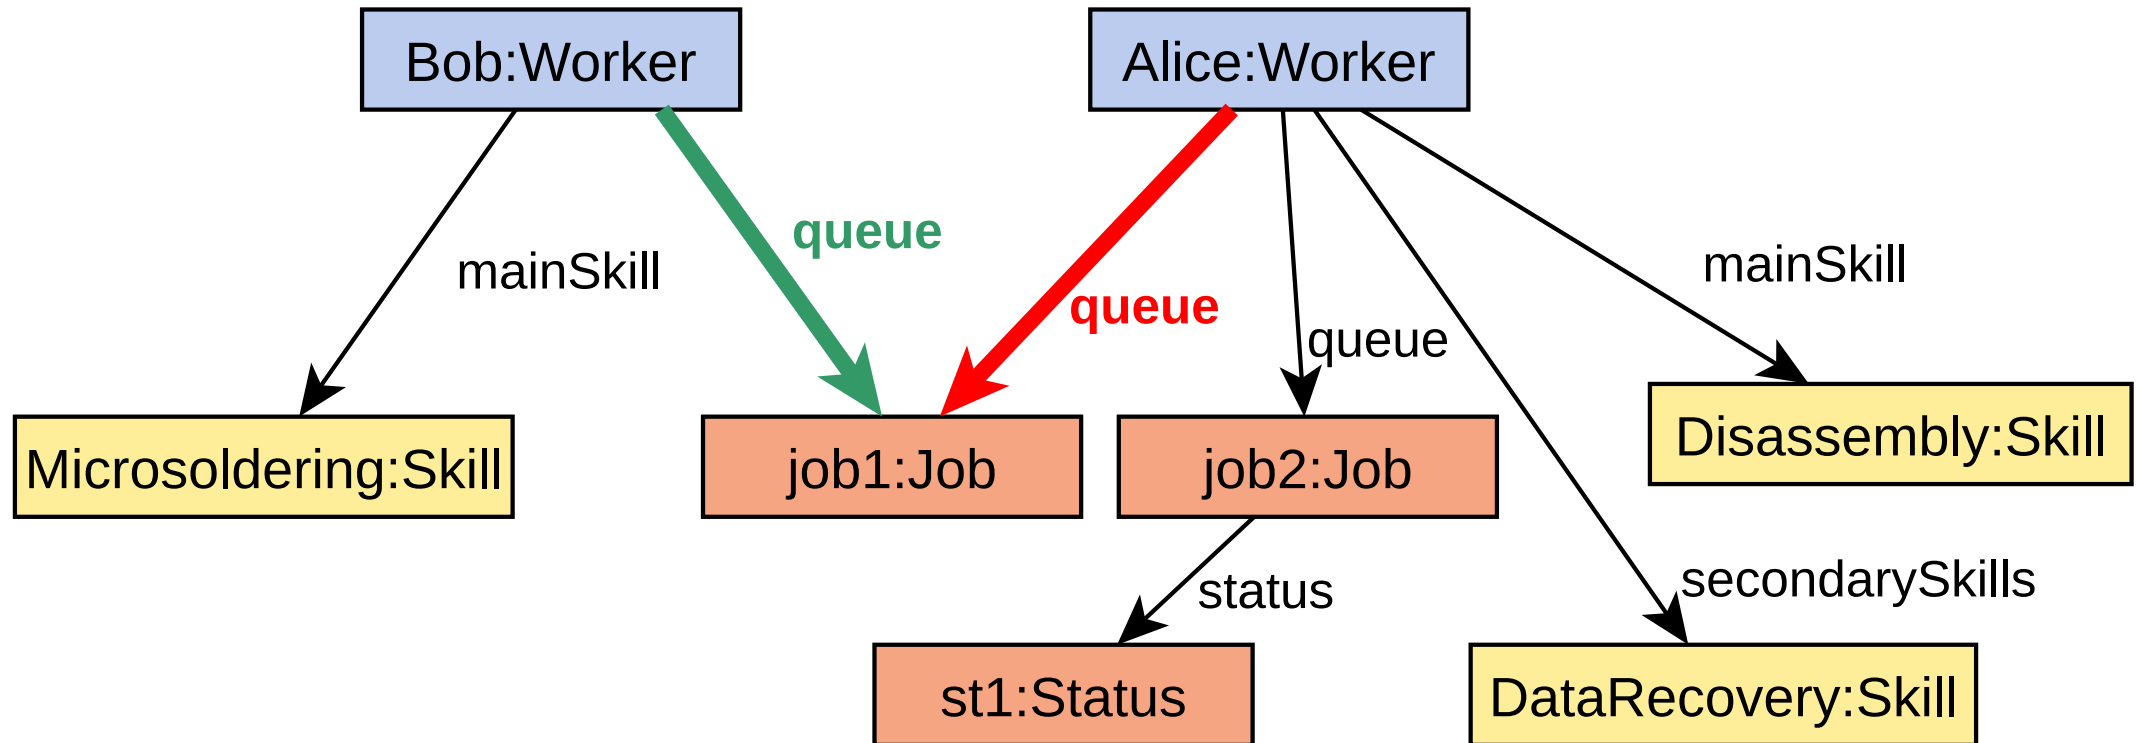 Bob:Worker
Alice:Worker
queue
mainSkill
mainSkill
queue
queue
Microsoldering:Skill
job1:Job
job2:Job
Disassembly:Skill
status
secondarySkills
st1:Status
DataRecovery:Skill